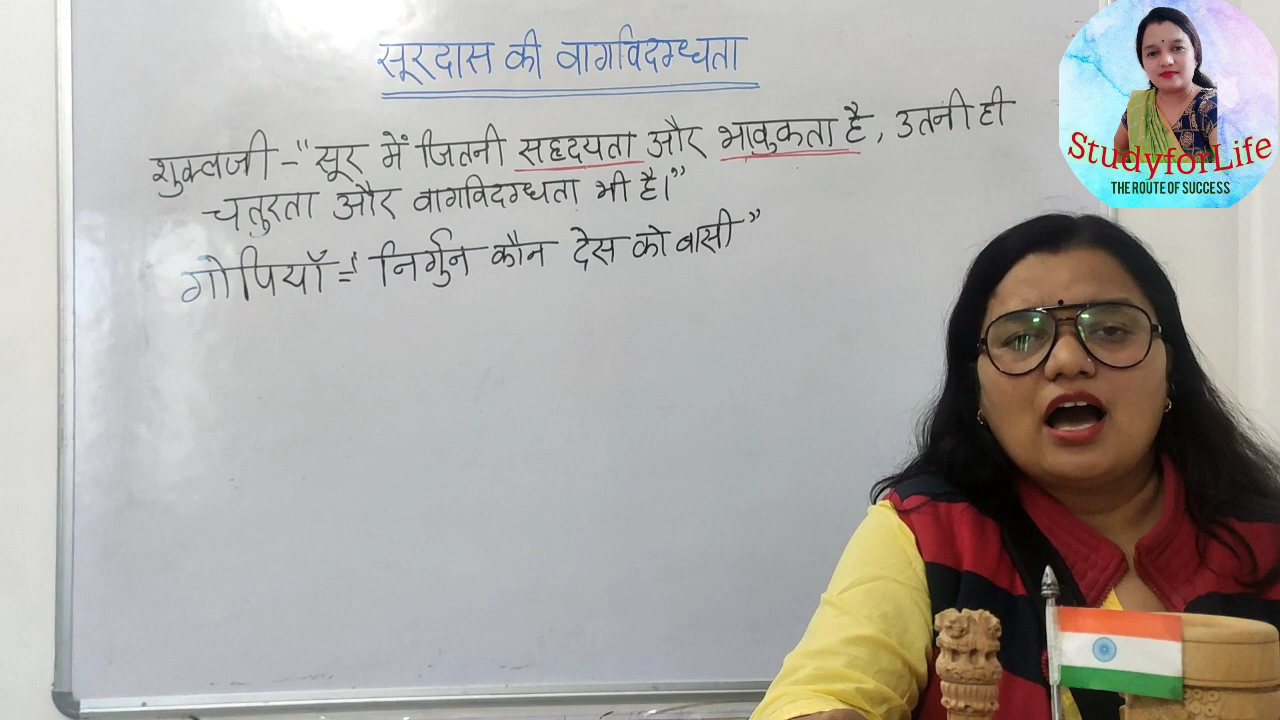 सूरदास की वागविदग्धता
शुक्लजी - "सूर में जितनी सहृदयता और भावुकता है, उतनी ही
चतुरता और वागविदग्धता भी है।"
गोपियाँ = "निर्गुन कौन देस को बासी"
StudyforLife
THE ROUTE OF SUCCESS